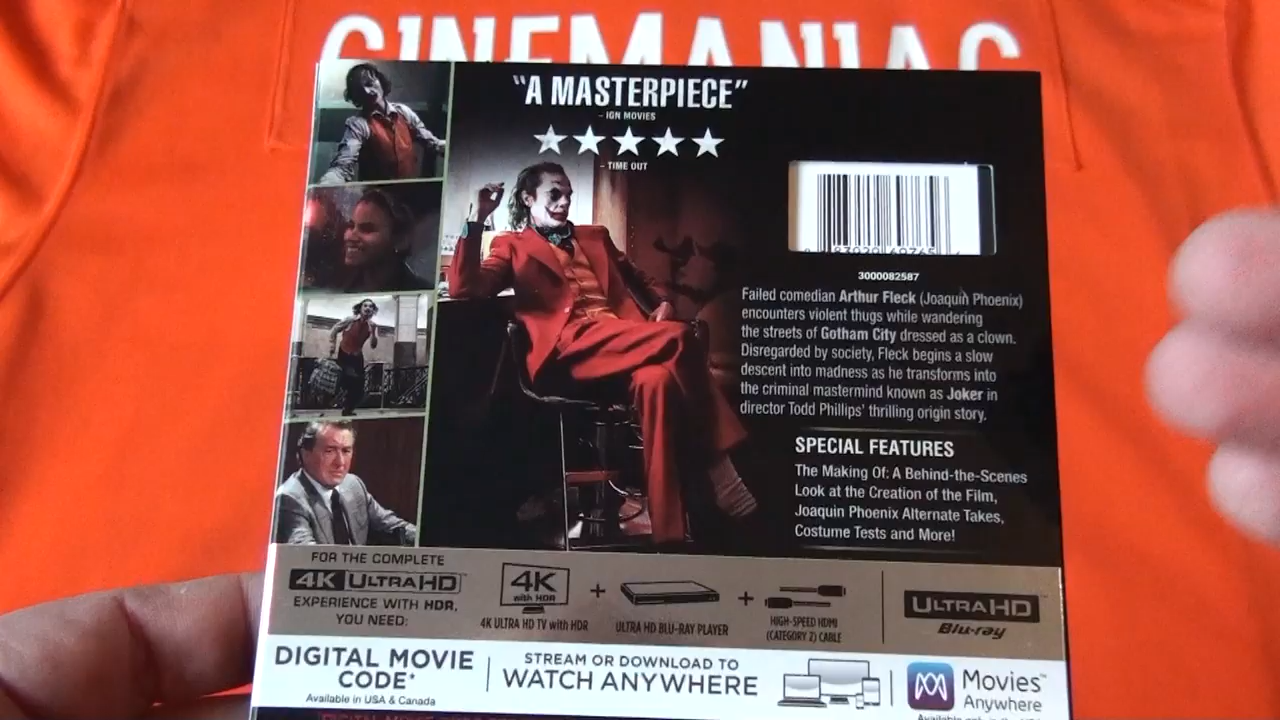 CINEMANIAC
"A MASTERPIECE"
– IGN MOVIES
– TIME OUT
3000082587
Failed comedian Arthur Fleck (Joaquin Phoenix)
encounters violent thugs while wandering
the streets of Gotham City dressed as a clown.
Disregarded by society, Fleck begins a slow
descent into madness as he transforms into
the criminal mastermind known as Joker in
director Todd Phillips' thrilling origin story.
SPECIAL FEATURES
The Making Of: A Behind-the-Scenes
Look at the Creation of the Film,
Joaquin Phoenix Alternate Takes,
Costume Tests and More!
FOR THE COMPLETE
4K ULTRAHD
EXPERIENCE WITH HDR,
YOU NEED:
4K
with HDR
4K ULTRA HD TV with HDR
+
ULTRA HD BLU-RAY PLAYER
+
HIGH-SPEED HDMI
(CATEGORY 2) CABLE
ULTRAHD
Blu-ray
DIGITAL MOVIE
CODE*
Available in USA & Canada
STREAM OR DOWNLOAD TO
WATCH ANYWHERE
Movies™
Anywhere